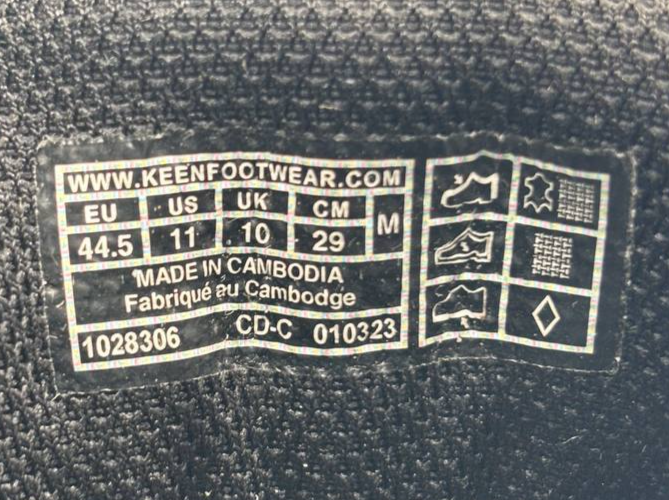 WWW.KEENFOOTWEAR.COM
EU US UK CM M
44.5 11 10 29
MADE IN CAMBODIA
Fabriqué au Cambodge
1028306 CD-C 010323